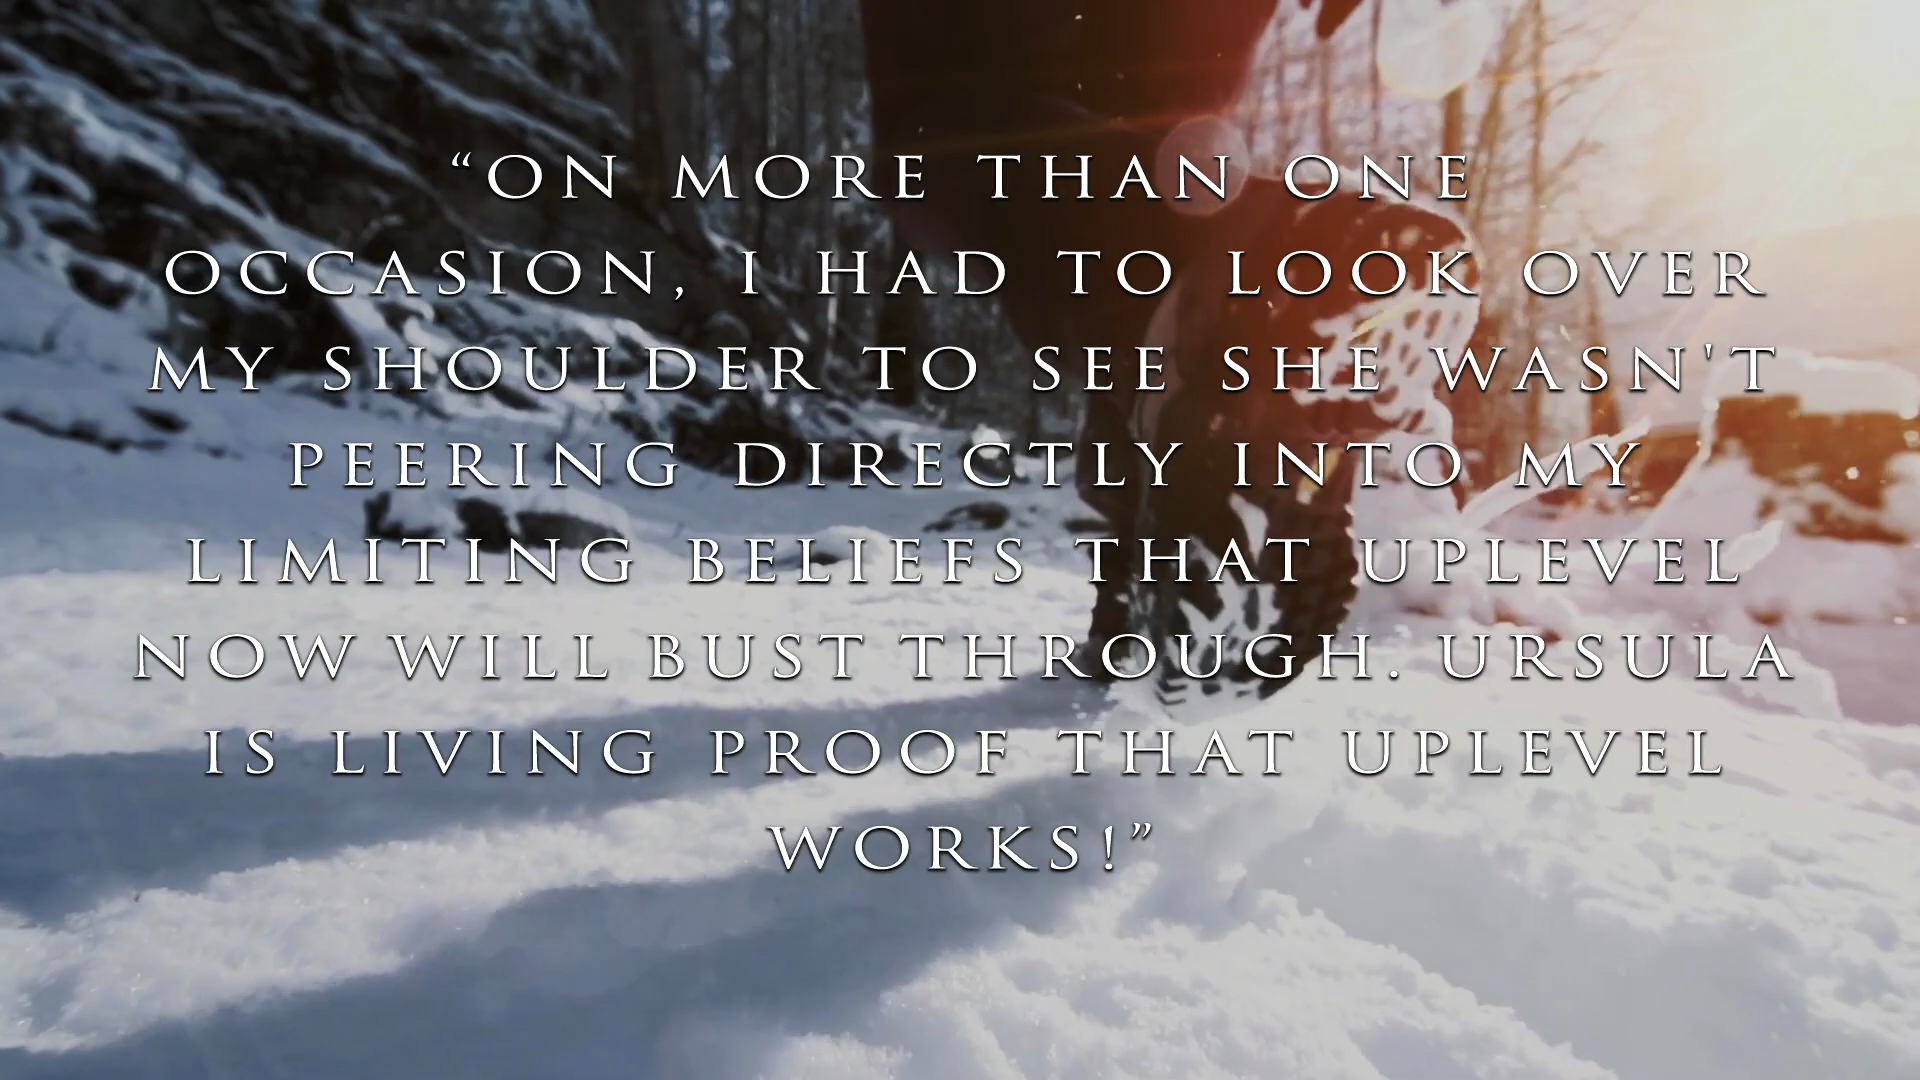 “ON MORE THAN ONE
OCCASION, I HAD TO LOOK OVER
MY SHOULDER TO SEE SHE WASN'T
PEERING DIRECTLY INTO MY
LIMITING BELIEFS THAT UPLEVEL
NOW WILL BUST THROUGH. URSULA
IS LIVING PROOF THAT UPLEVEL
WORKS!”